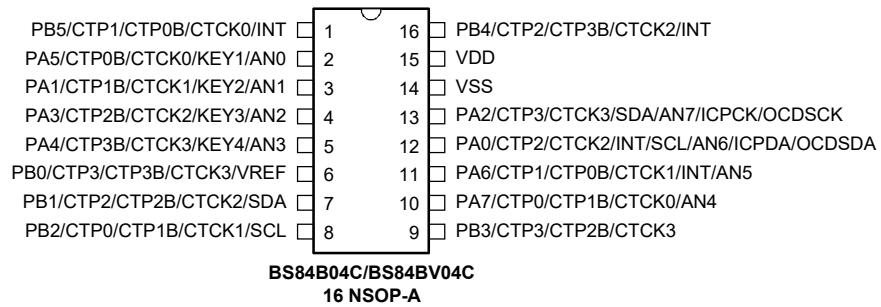 PB5/CTP1/CTP0B/CTCK0/INT 1 16 PB4/CTP2/CTP3B/CTCK2/INT
PA5/CTP0B/CTCK0/KEY1/AN0 2 15 VDD
PA1/CTP1B/CTCK1/KEY2/AN1 3 14 VSS
PA3/CTP2B/CTCK2/KEY3/AN2 4 13 PA2/CTP3/CTCK3/SDA/AN7/ICPCK/OCDSCK
PA4/CTP3B/CTCK3/KEY4/AN3 5 12 PA0/CTP2/CTCK2/INT/SCL/AN6/ICPDA/OCDSDA
PB0/CTP3/CTP3B/CTCK3/VREF 6 11 PA6/CTP1/CTP0B/CTCK1/INT/AN5
PB1/CTP2/CTP2B/CTCK2/SDA 7 10 PA7/CTP0/CTP1B/CTCK0/AN4
PB2/CTP0/CTP1B/CTCK1/SCL 8 9 PB3/CTP3/CTP2B/CTCK3
BS84B04C/BS84BV04C
16 NSOP-A